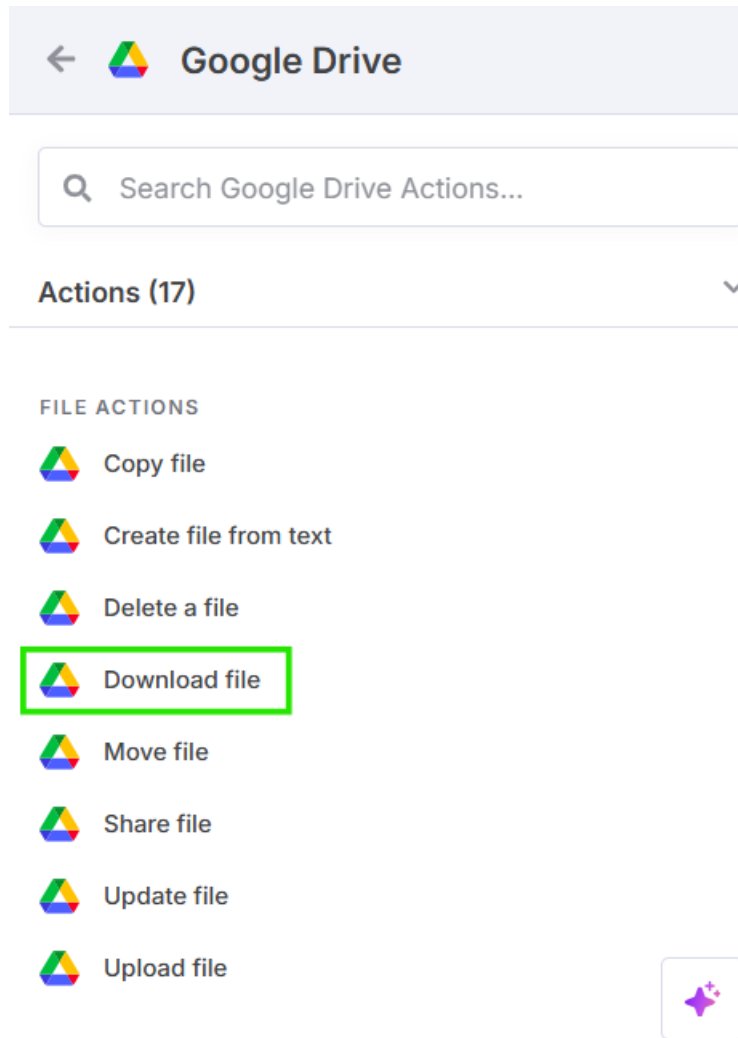 Google Drive
Search Google Drive Actions...
Actions (17)
FILE ACTIONS
Copy file
Create file from text
Delete a file
Download file
Move file
Share file
Update file
Upload file